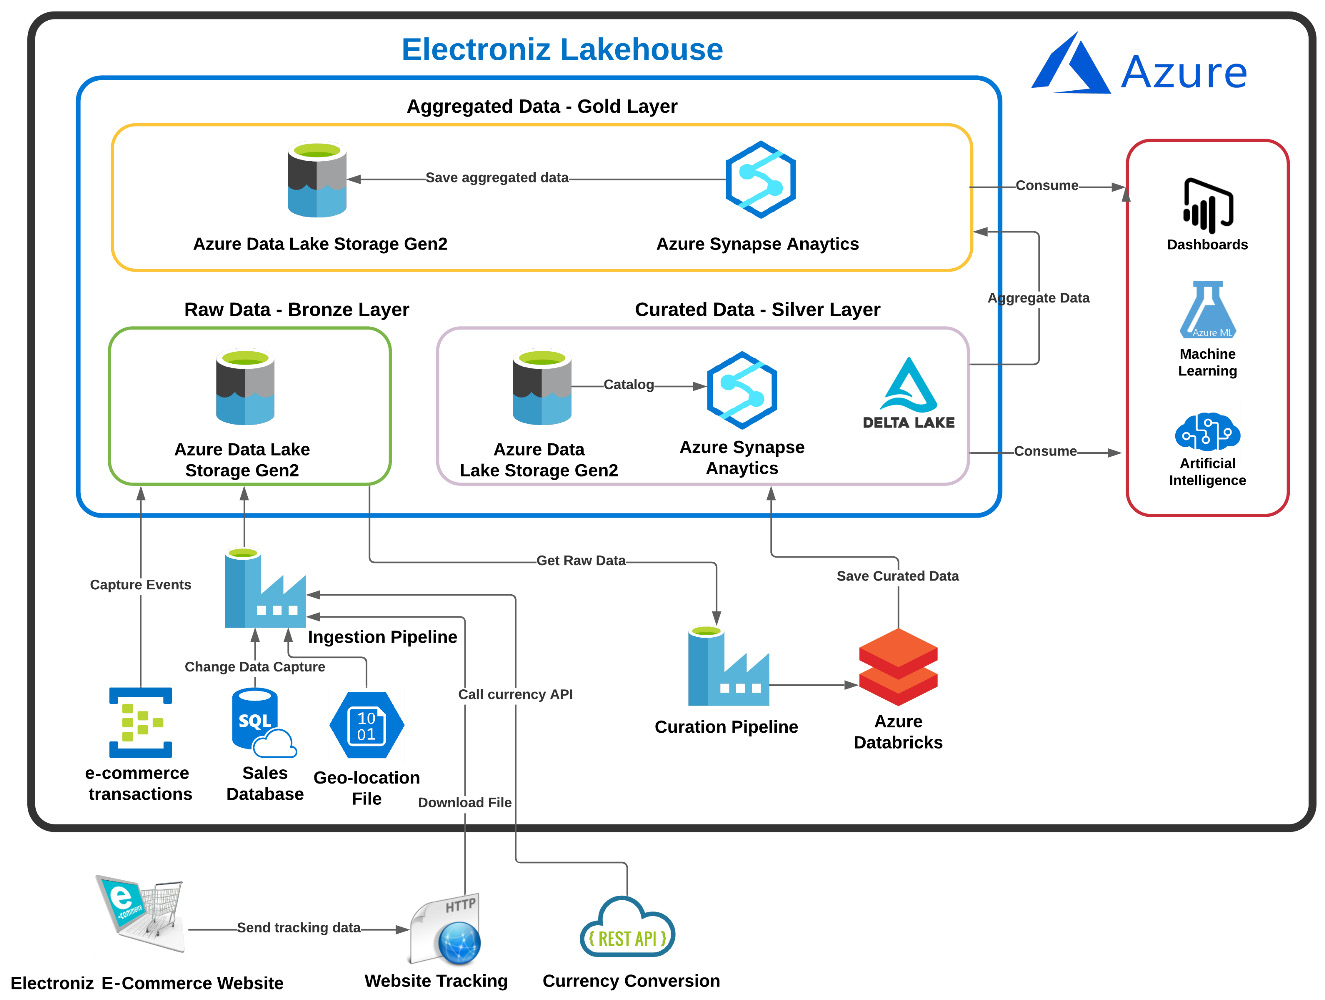 Electroniz Lakehouse
Azure
Aggregated Data - Gold Layer
Save aggregated data
Azure Data Lake Storage Gen2
Azure Synapse Anaytics
Consume
Dashboards
Aggregate Data
Raw Data - Bronze Layer
Curated Data - Silver Layer
Azure ML
Machine
Learning
Catalog
DELTA LAKE
Azure Data Lake
Storage Gen2
Azure Data
Lake Storage Gen2
Azure Synapse
Anaytics
Consume
Artificial
Intelligence
Get Raw Data
Capture Events
Save Curated Data
Ingestion Pipeline
Change Data Capture
Call currency API
SQL
10
01
Curation Pipeline
Azure
Databricks
e-commerce
transactions
Sales
Database
Geo-location
File
Download File
e
-commerce
HTTP
{ REST API }
Send tracking data
Electroniz E-Commerce Website
Website Tracking
Currency Conversion